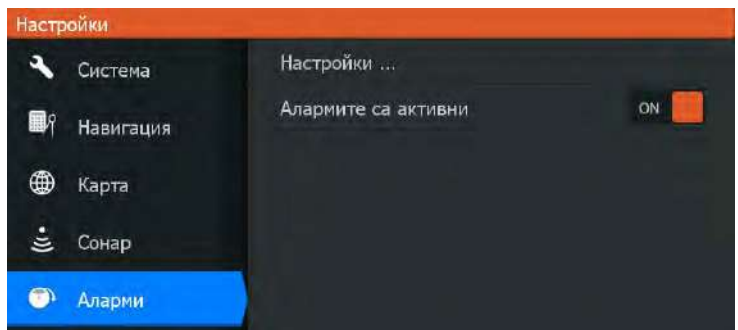 Настройки
Система
Навигация
Карта
Сонар
Аларми
Настройки ...
Алармите са активни
ON